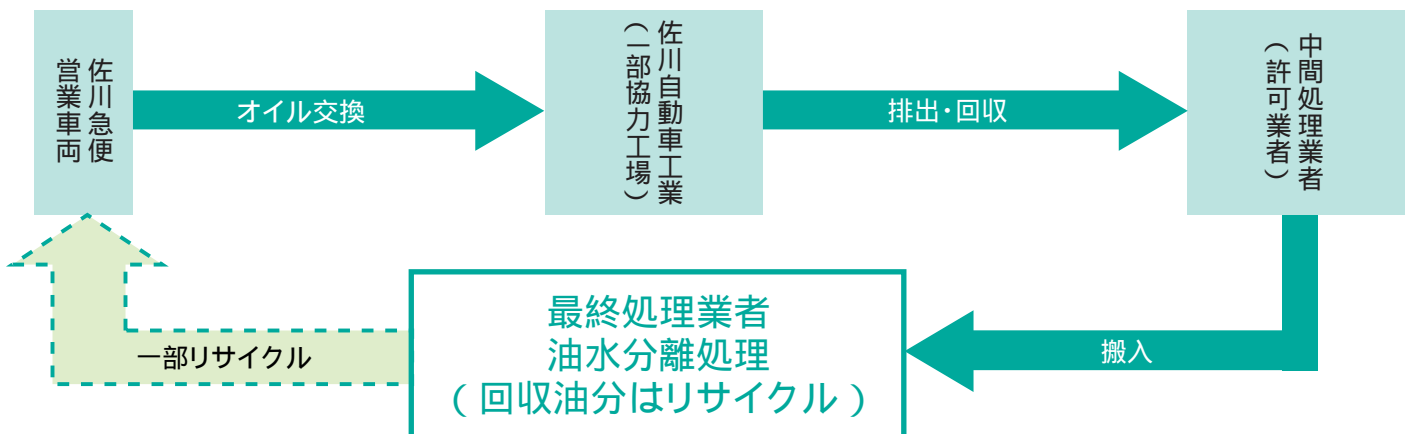 佐川急便
営業車両
オイル交換
佐川自動車工業
（一部協力工場）
排出・回収
中間処理業者
（許可業者）
搬入
最終処理業者
油水分離処理
（回収油分はリサイクル）
一部リサイクル